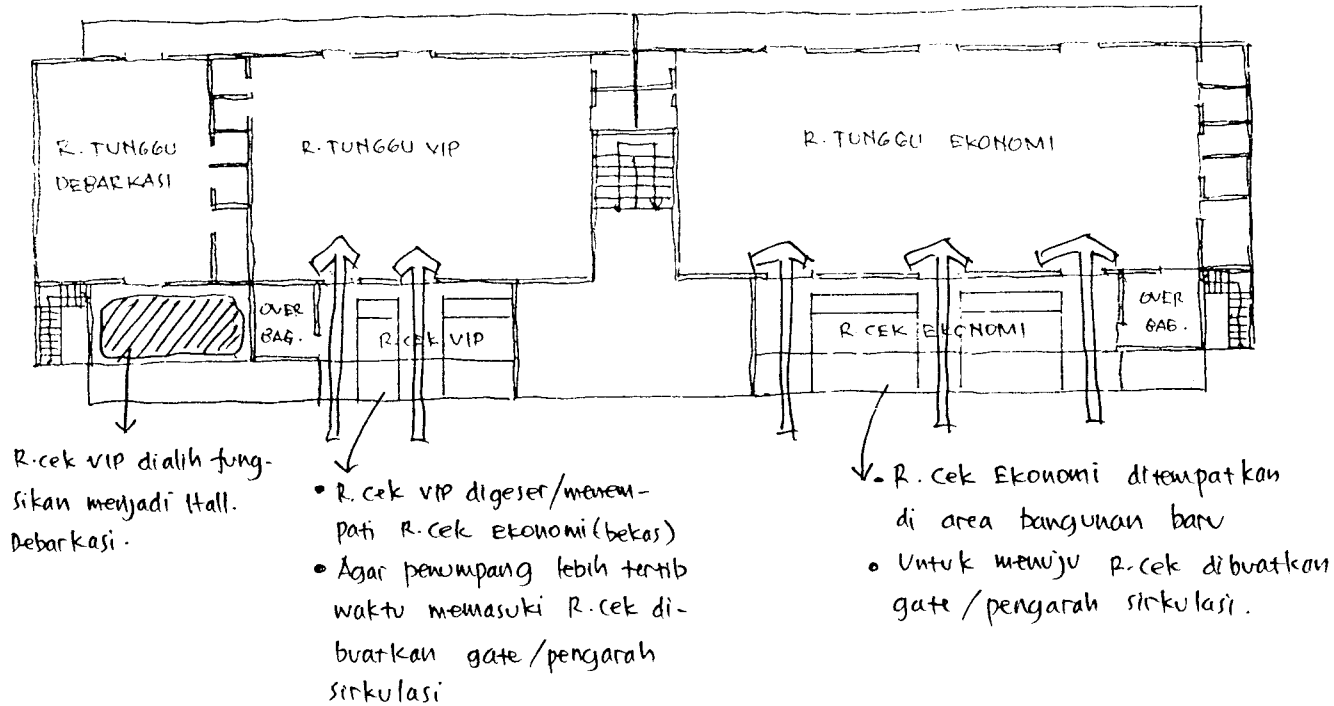 R. TUNGGU
DEBARKASI
R. TUNGGU VIP
R. TUNGGU EKONOMI
OVER
BAG.
R. CEK VIP
R CEK EKONOMI
OVER
BAG.
R.cek VIP dialih fung-
sikan menjadi Hall.
Debarkasi.
• R. cek VIP digeser/menem-
pati R.cek Ekonomi (bekas)
• Agar penumpang lebih tertib
waktu memasuki R.cek di-
buatkan gate/pengarah
sirkulasi
• R. Cek Ekonomi ditempatkan
di area bangunan baru
• Untuk menuju R.cek dibuatkan
gate/pengarah sirkulasi.